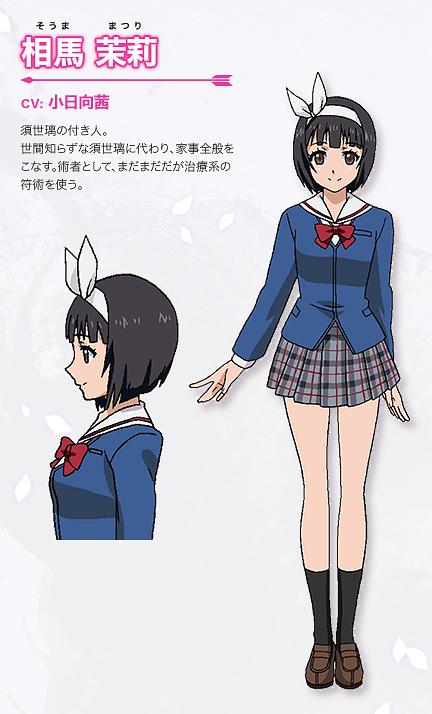 そうま まつり
相馬 茉莉
CV: 小日向茜
須世璃の付き人。
世間知らずな須世璃に代わり、家事全般を
こなす。術者として、まだまだだが治療系の
符術を使う。